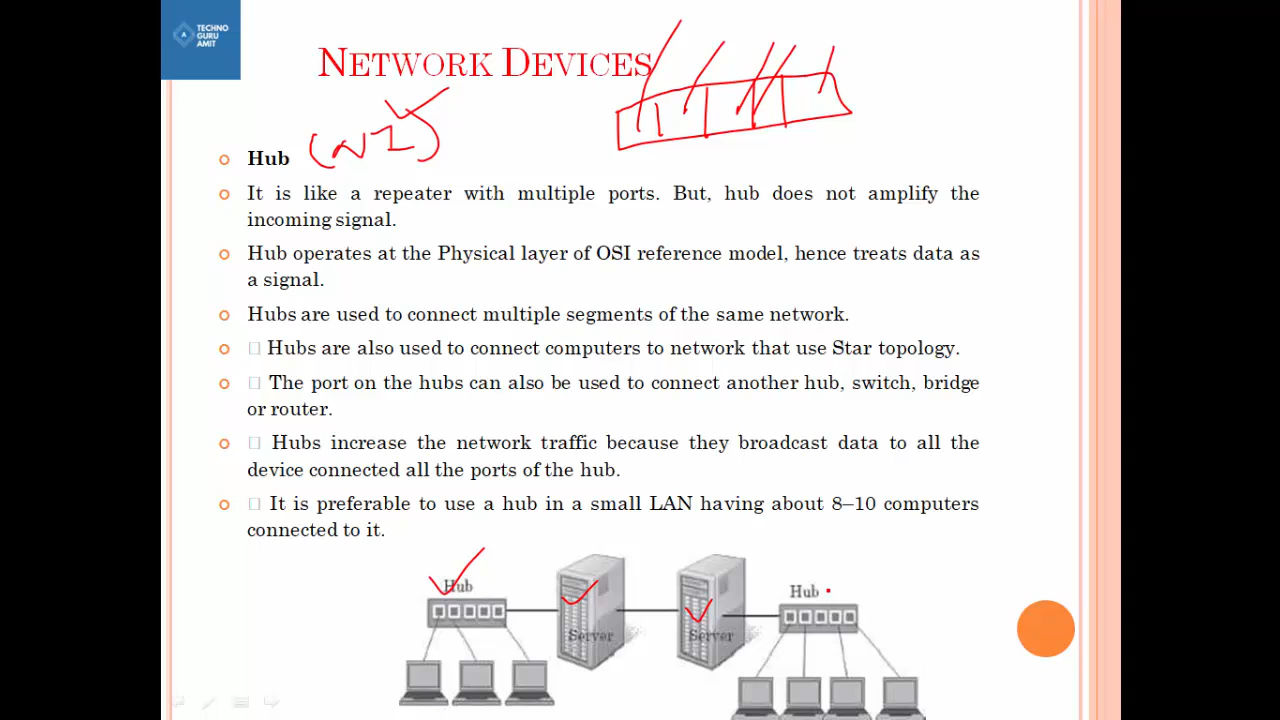 TECHNO
GURU
AMIT
NETWORK DEVICES
Hub
It is like a repeater with multiple ports. But, hub does not amplify the
incoming signal.
Hub operates at the Physical layer of OSI reference model, hence treats data as
a signal.
Hubs are used to connect multiple segments of the same network.
Hubs are also used to connect computers to network that use Star topology.
The port on the hubs can also be used to connect another hub, switch, bridge
or router.
Hubs increase the network traffic because they broadcast data to all the
device connected all the ports of the hub.
It is preferable to use a hub in a small LAN having about 8–10 computers
connected to it.
Hub
Hub
Server
Server